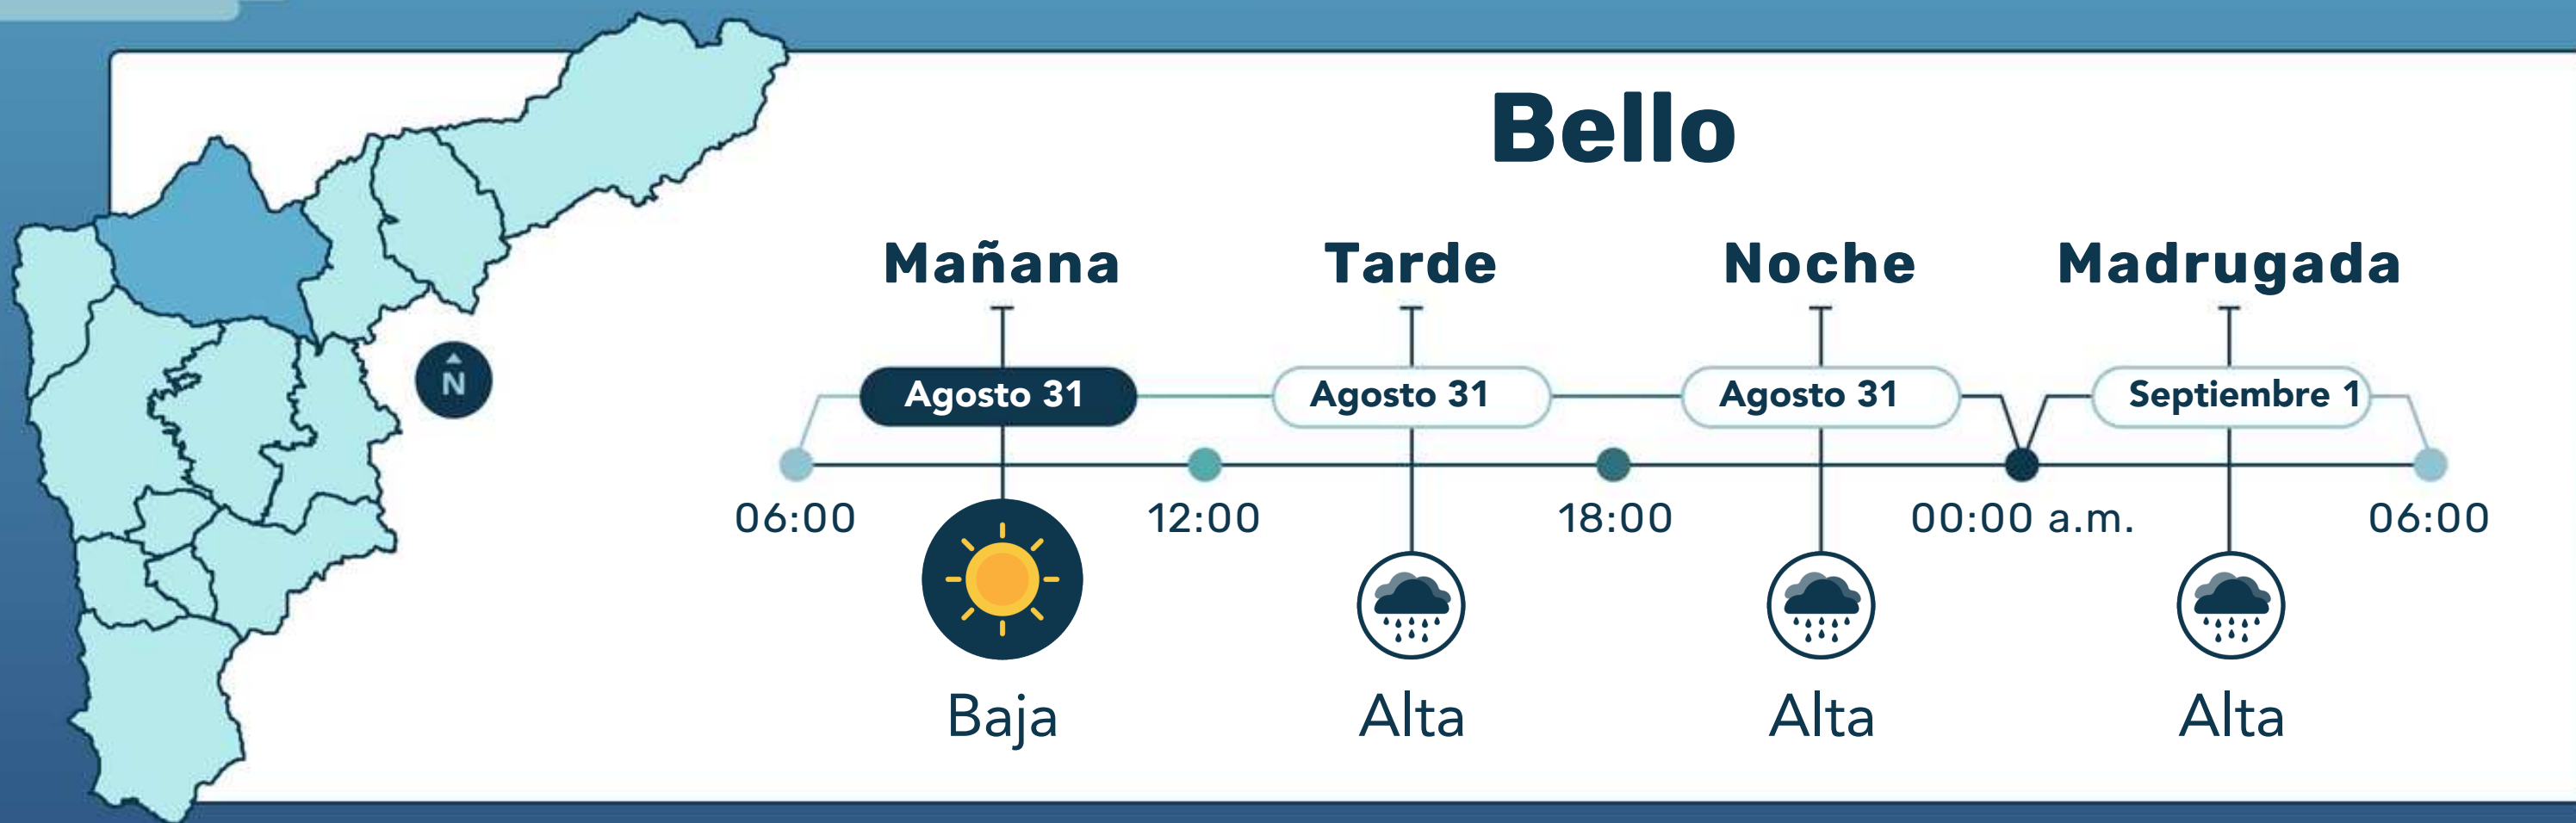 Bello
Mañana Tarde Noche Madrugada
N
Agosto 31 Agosto 31 Agosto 31 Septiembre 1
06:00 12:00 18:00 00:00 a.m. 06:00
Baja Alta Alta Alta